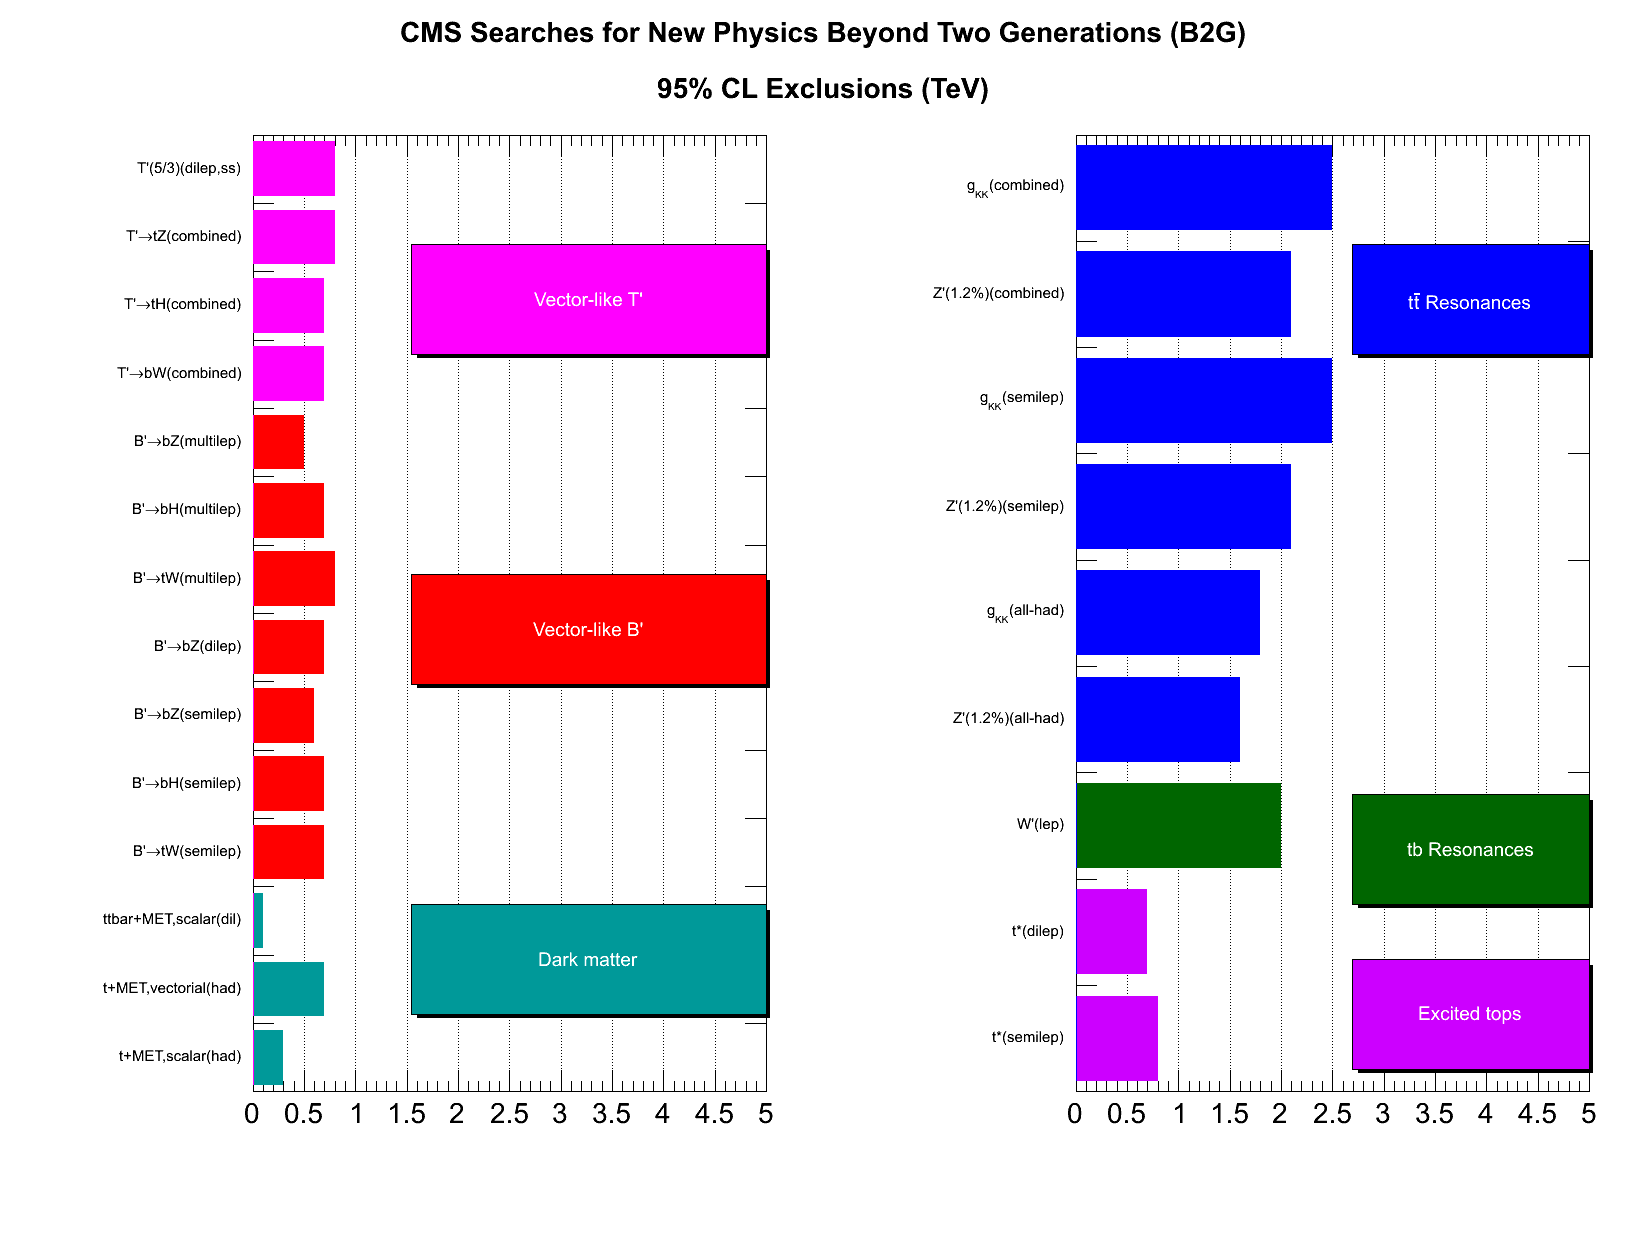 CMS Searches for New Physics Beyond Two Generations (B2G)
95% CL Exclusions (TeV)
T'(5/3)(dilep,ss)
T'→tZ(combined)
T'→tH(combined)
T'→bW(combined)
B'→bZ(multilep)
B'→bH(multilep)
B'→tW(multilep)
B'→bZ(dilep)
B'→bZ(semilep)
B'→bH(semilep)
B'→tW(semilep)
ttbar+MET,scalar(dil)
t+MET,vectorial(had)
t+MET,scalar(had)
Vector-like T'
Vector-like B'
Dark matter
0 0.5 1 1.5 2 2.5 3 3.5 4 4.5 5
gKK(combined)
Z'(1.2%)(combined)
gKK(semilep)
Z'(1.2%)(semilep)
gKK(all-had)
Z'(1.2%)(all-had)
W'(lep)
t*(dilep)
t*(semilep)
tt̄ Resonances
tb Resonances
Excited tops
0 0.5 1 1.5 2 2.5 3 3.5 4 4.5 5